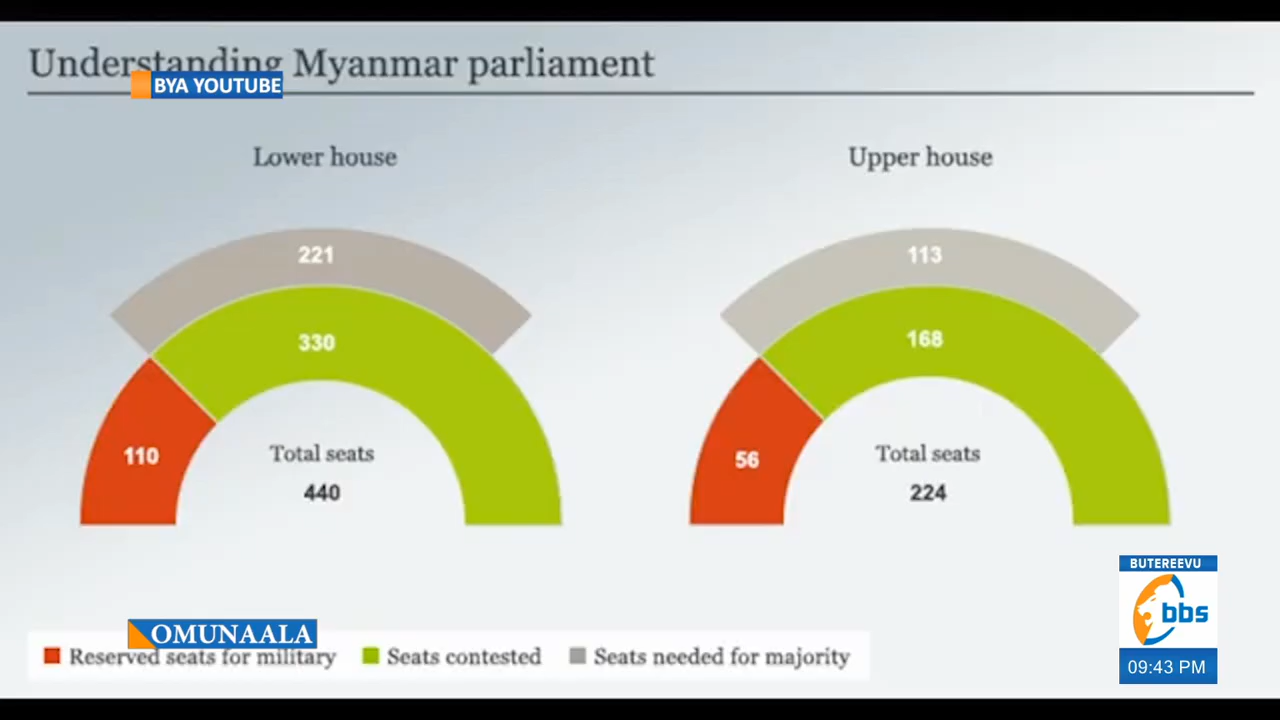 Understanding Myanmar parliament
BYA YOUTUBE
Lower house
Upper house
221
113
330
168
110
56
Total seats
440
Total seats
224
BUTEREEVU
bbs
09:43 PM
OMUNAALA
Reserved seats for military
Seats contested
Seats needed for majority